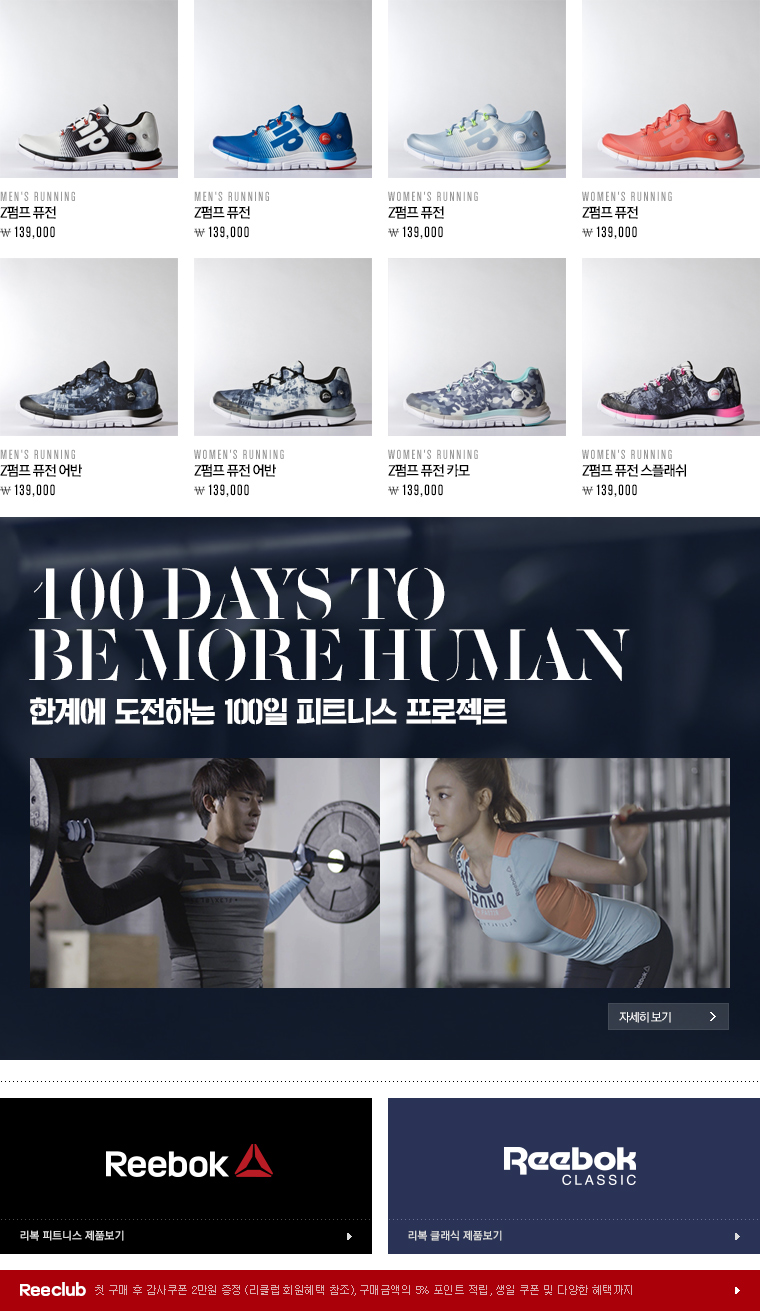 MEN'S RUNNING
Z펌프 퓨전
₩ 139,000
MEN'S RUNNING
Z펌프 퓨전
₩ 139,000
WOMEN'S RUNNING
Z펌프 퓨전
₩ 139,000
WOMEN'S RUNNING
Z펌프 퓨전
₩ 139,000
MEN'S RUNNING
Z펌프 퓨전 어반
₩ 139,000
WOMEN'S RUNNING
Z펌프 퓨전 어반
₩ 139,000
WOMEN'S RUNNING
Z펌프 퓨전 카모
₩ 139,000
WOMEN'S RUNNING
Z펌프 퓨전 스플래쉬
₩ 139,000
100 DAYS TO
BE MORE HUMAN
한계에 도전하는 100일 피트니스 프로젝트
자세히 보기
Reebok
리복 피트니스 제품보기
Reebok
CLASSIC
리복 클래식 제품보기
Reeclub 첫 구매 후 감사쿠폰 2만원 증정 (리클럽 회원혜택 참조), 구매금액의 5% 포인트 적립, 생일 쿠폰 및 다양한 혜택까지